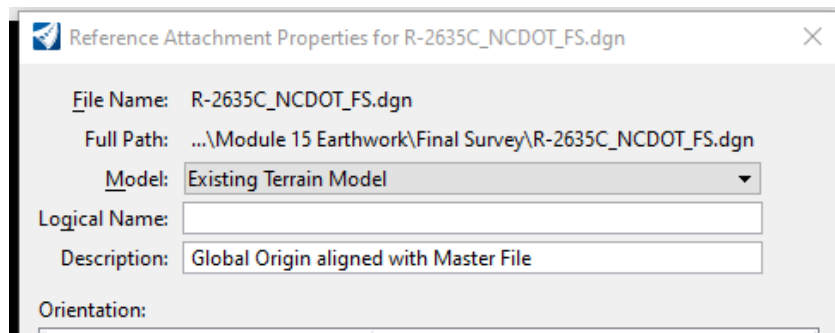 Reference Attachment Properties for R-2635C_NCDOT_FS.dgn
File Name: R-2635C_NCDOT_FS.dgn
Full Path: ...\Module 15 Earthwork\Final Survey\R-2635C_NCDOT_FS.dgn
Model: Existing Terrain Model
Logical Name:
Description: Global Origin aligned with Master File
Orientation: